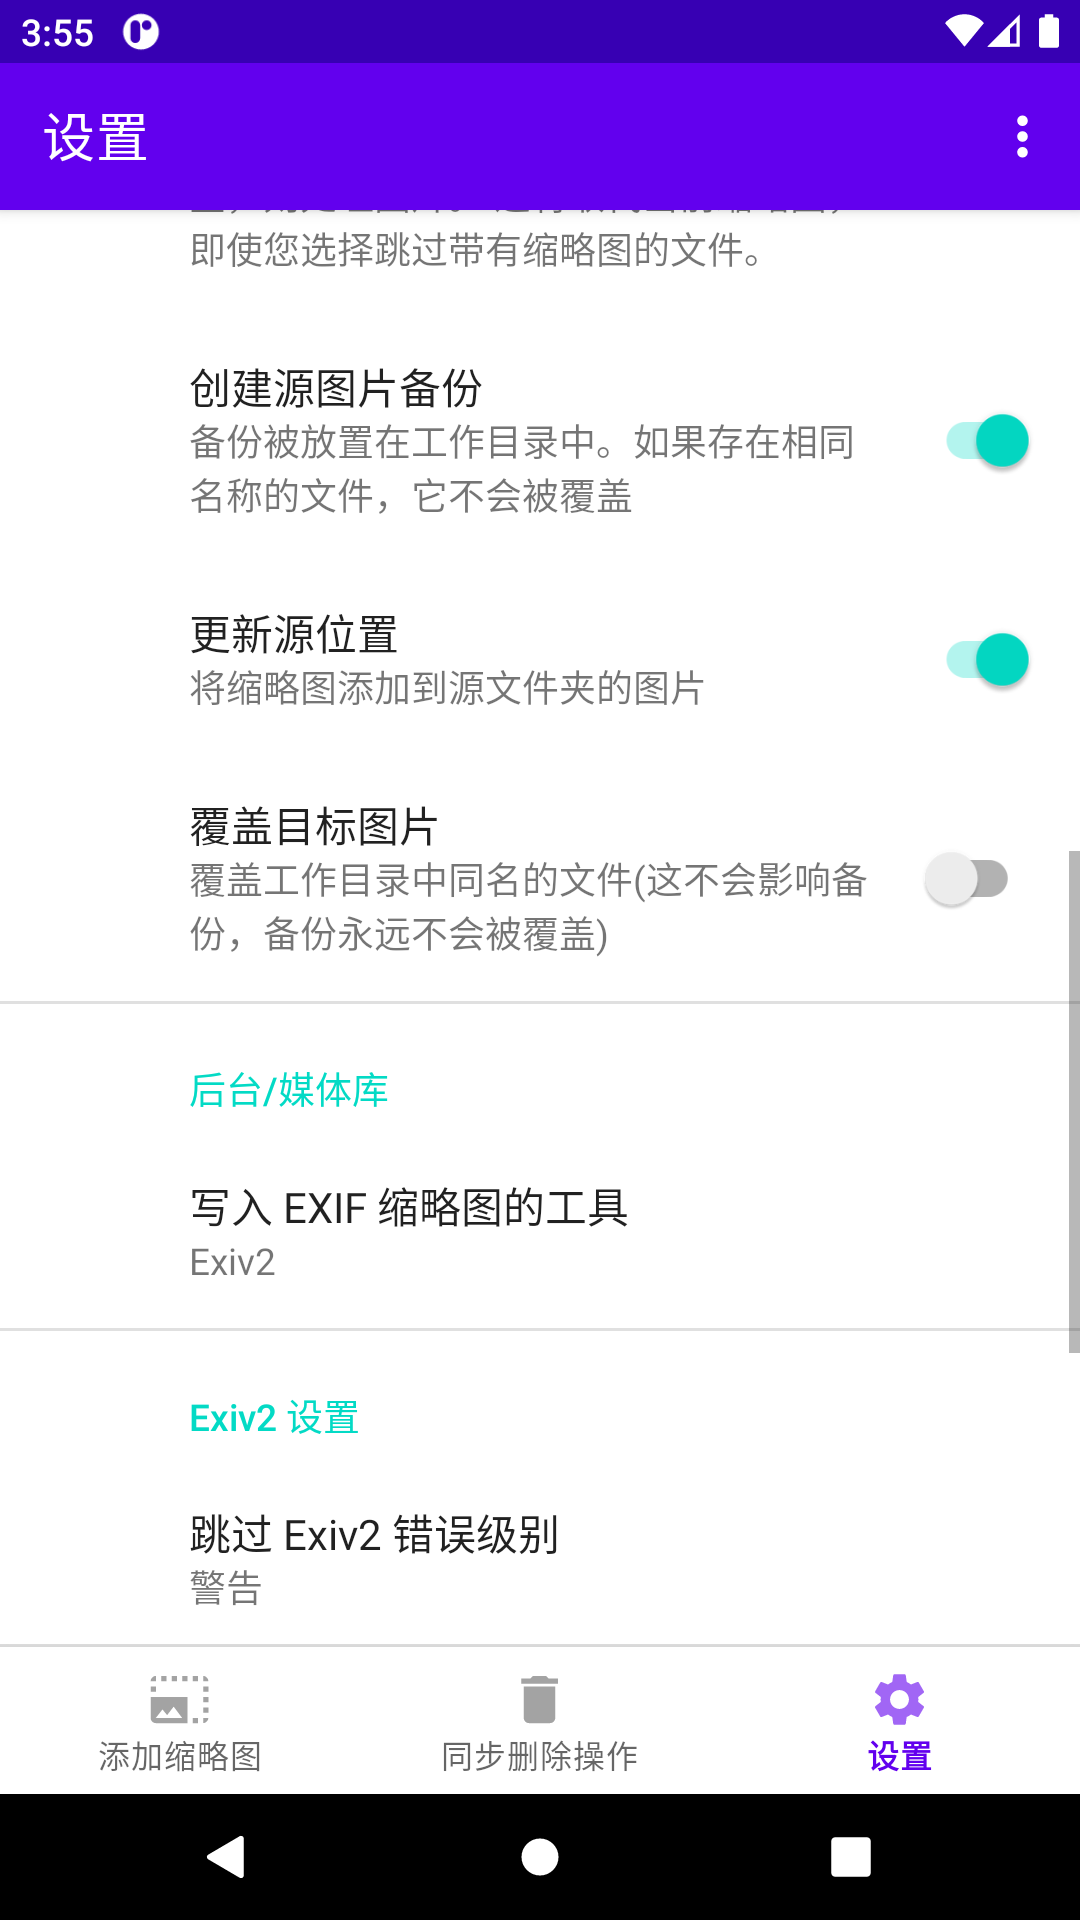 3:55
设置
即使您选择跳过带有缩略图的文件。
创建源图片备份
备份被放置在工作目录中。如果存在相同
名称的文件，它不会被覆盖
更新源位置
将缩略图添加到源文件夹的图片
覆盖目标图片
覆盖工作目录中同名的文件(这不会影响备
份，备份永远不会被覆盖)
后台/媒体库
写入 EXIF 缩略图的工具
Exiv2
Exiv2 设置
跳过 Exiv2 错误级别
警告
添加缩略图
同步删除操作
设置